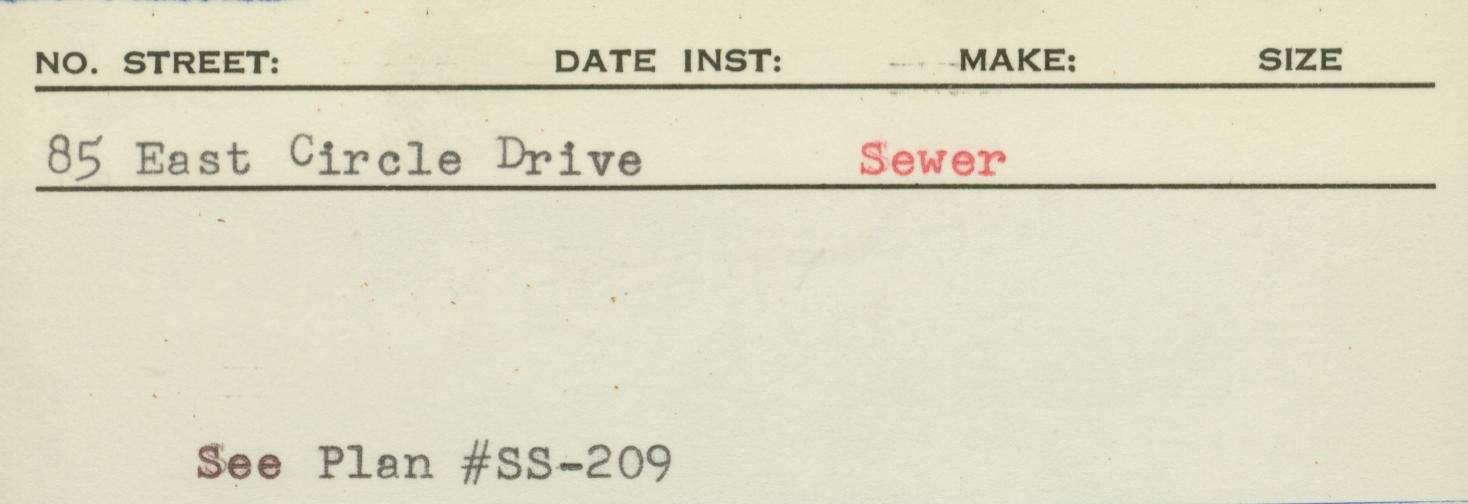 NO. STREET: DATE INST: MAKE: SIZE
85 East Circle Drive Sewer
See Plan #SS-209